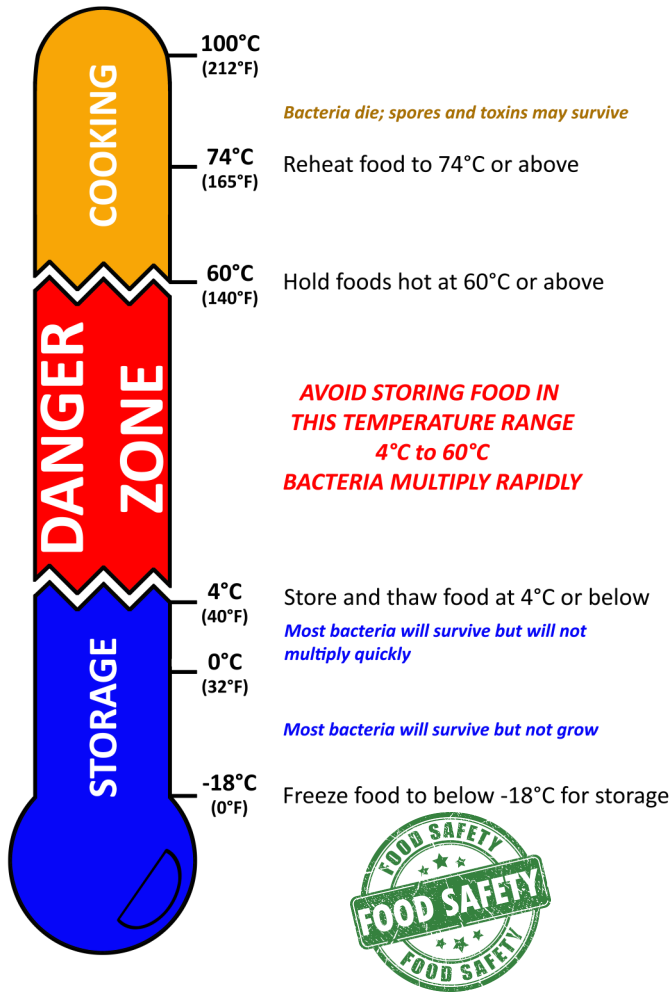 COOKING
100°C
(212°F)
Bacteria die; spores and toxins may survive
74°C
(165°F)
Reheat food to 74°C or above
60°C
(140°F)
Hold foods hot at 60°C or above
DANGER
ZONE
AVOID STORING FOOD IN
THIS TEMPERATURE RANGE
4°C to 60°C
BACTERIA MULTIPLY RAPIDLY
STORAGE
4°C
(40°F)
Store and thaw food at 4°C or below
Most bacteria will survive but will not
multiply quickly
0°C
(32°F)
Most bacteria will survive but not grow
-18°C
(0°F)
Freeze food to below -18°C for storage
FOOD SAFETY
FOOD SAFETY
FOOD SAFETY